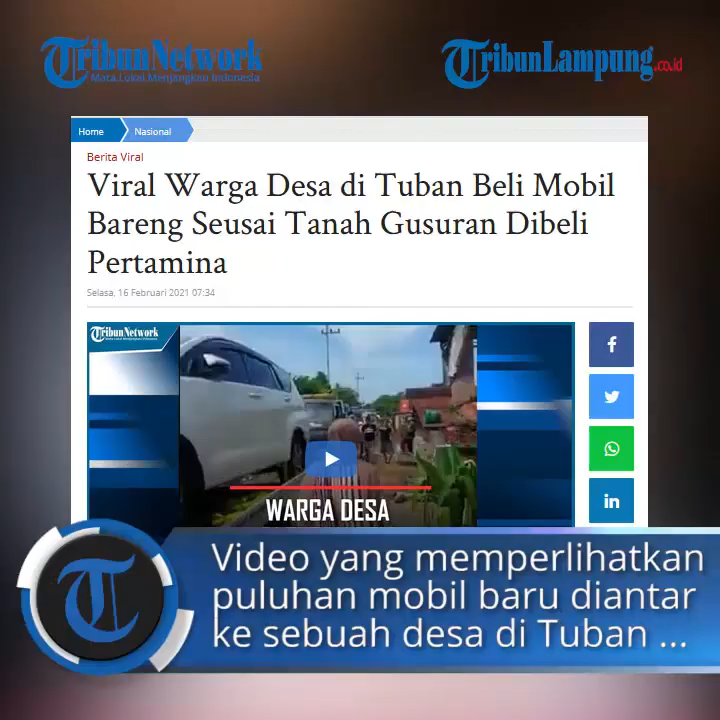 TribunNetwork
Mata Lokal Menjangkau Indonesia
TribunLampung.co.id
Home
Nasional
Berita Viral
Viral Warga Desa di Tuban Beli Mobil
Bareng Seusai Tanah Gusuran Dibeli
Pertamina
Selasa, 16 Februari 2021 07:34
TribunNetwork
WARGA DESA
Video yang memperlihatkan
puluhan mobil baru diantar
ke sebuah desa di Tuban ...